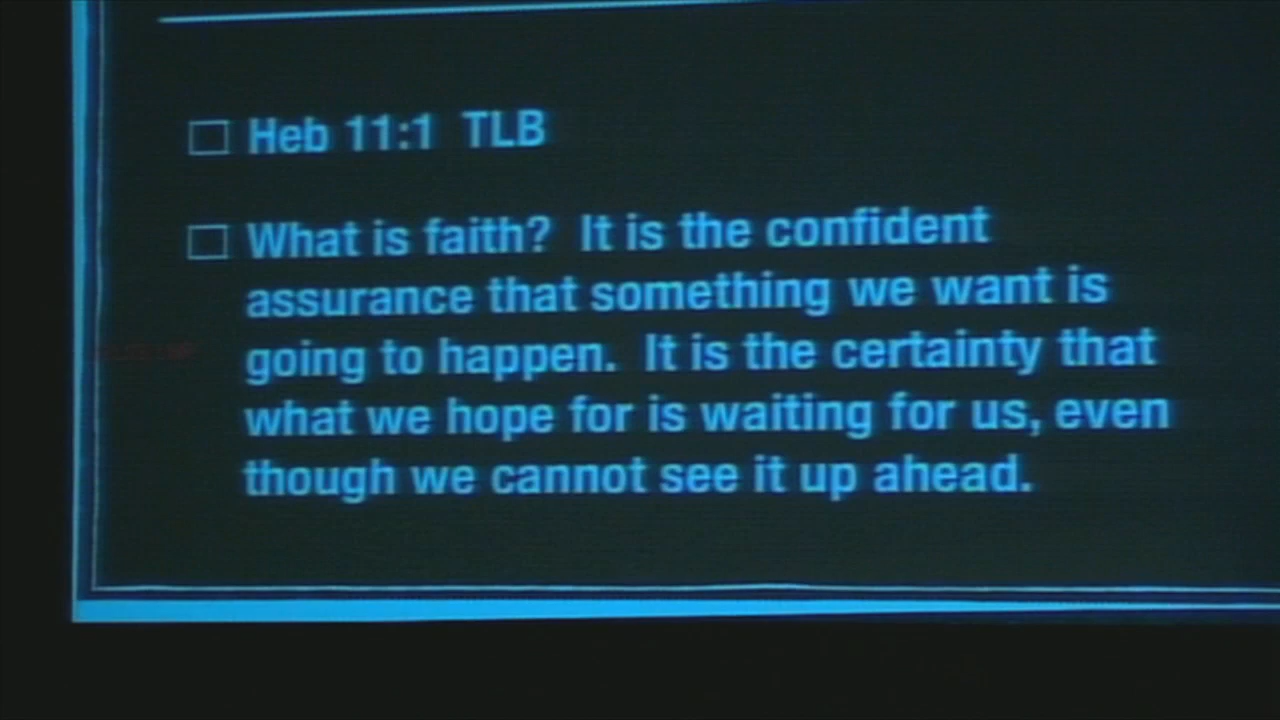 Heb 11:1 TLB
What is faith? It is the confident
assurance that something we want is
going to happen. It is the certainty that
what we hope for is waiting for us, even
though we cannot see it up ahead.